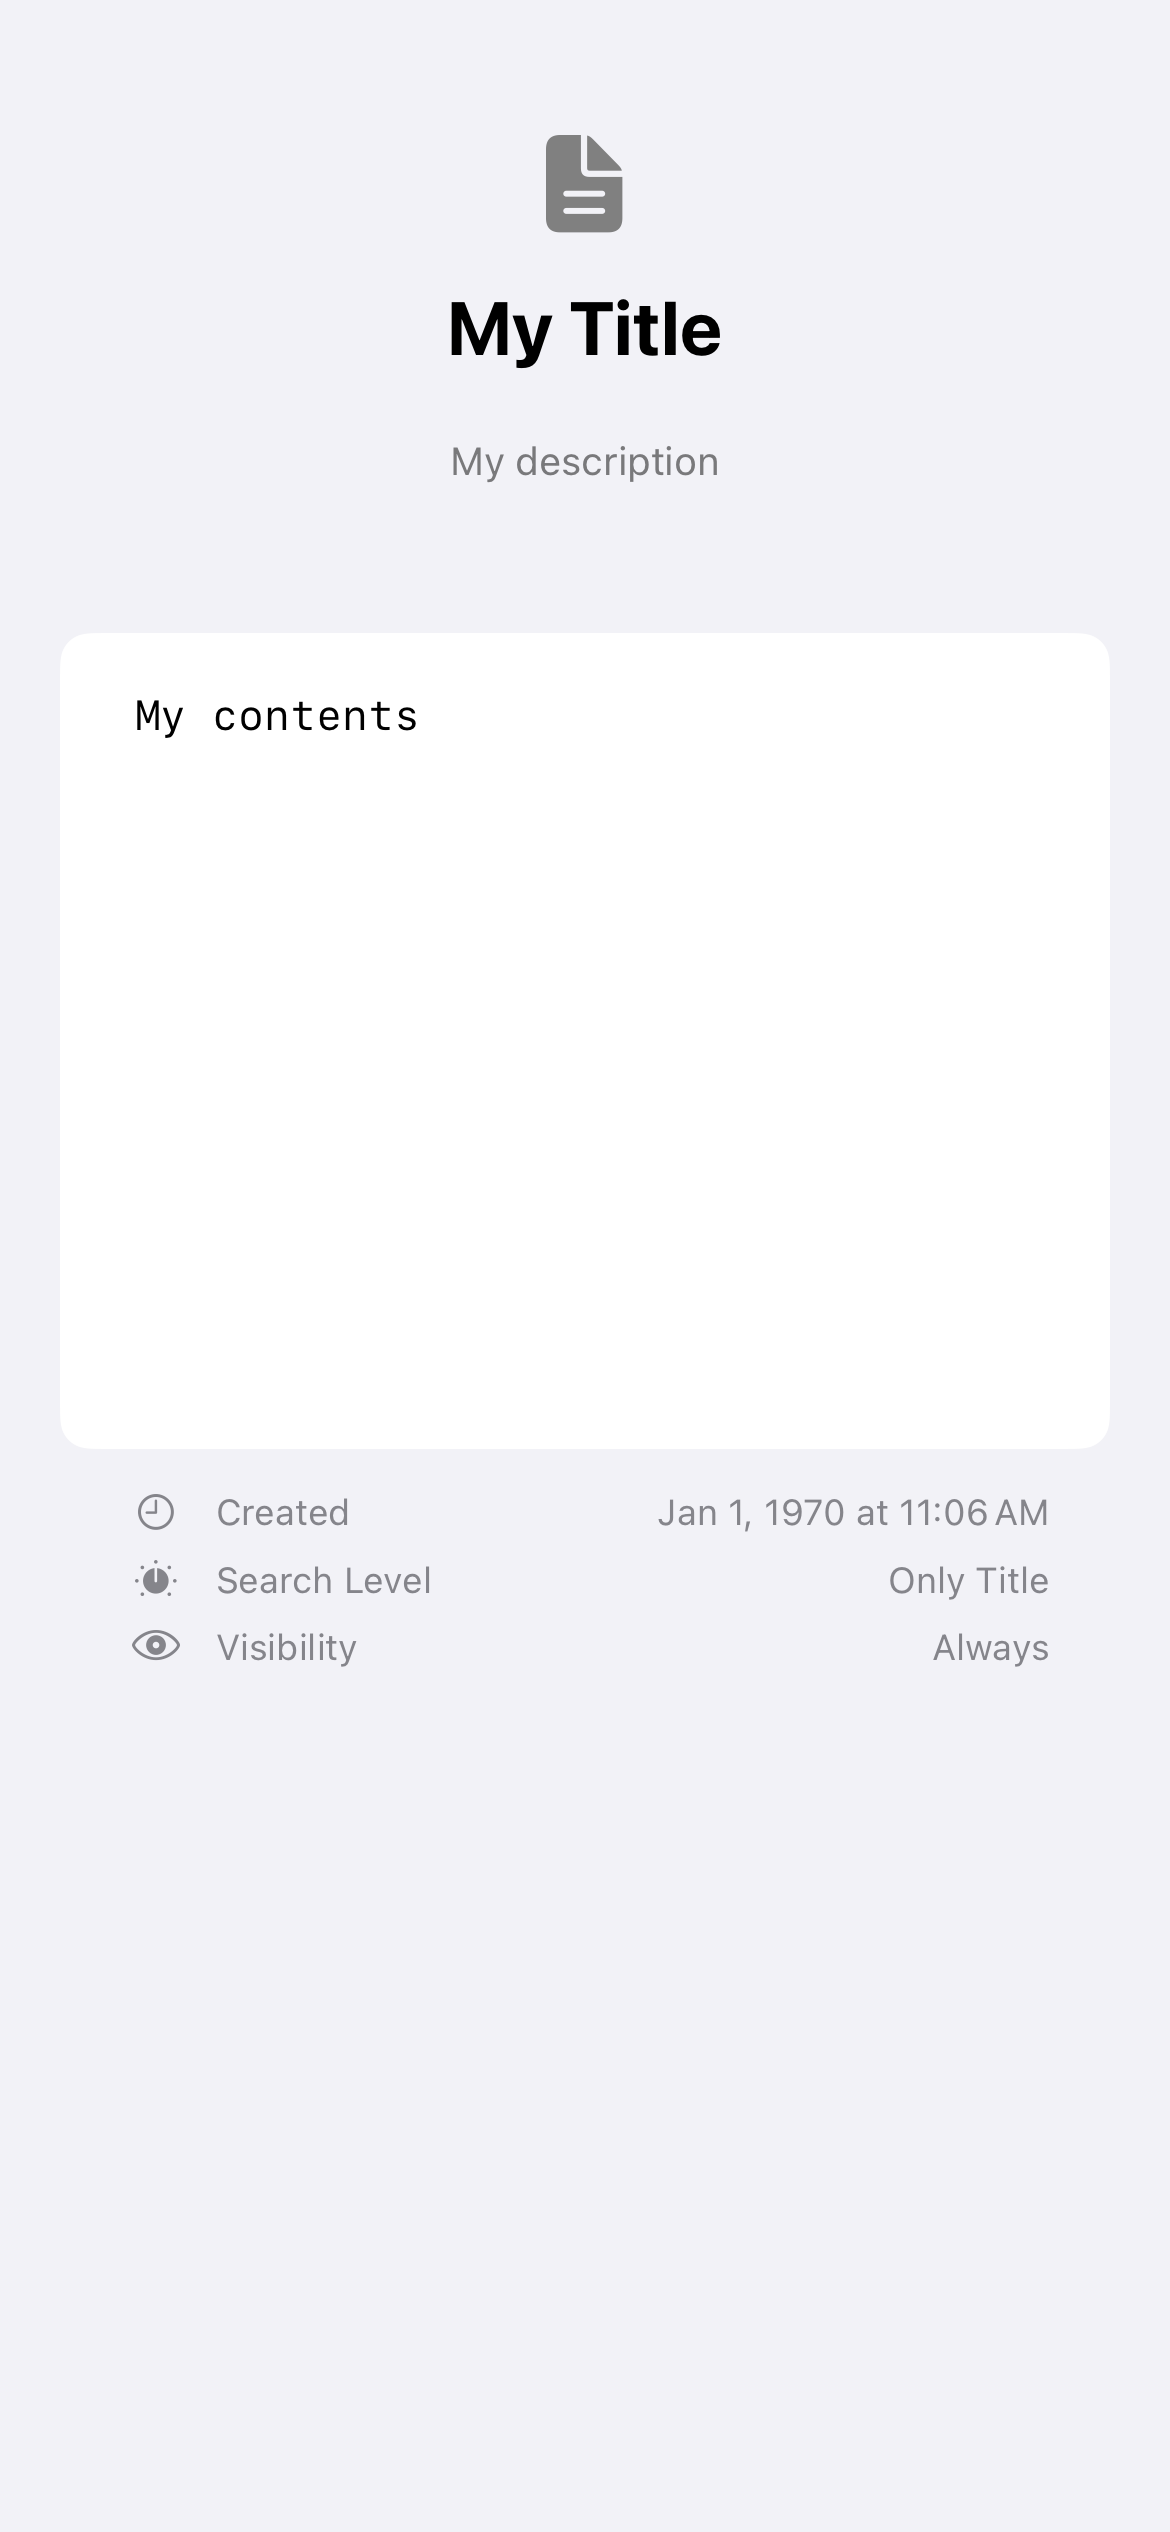 My Title
My description
My contents
Created Jan 1, 1970 at 11:06 AM
Search Level Only Title
Visibility Always